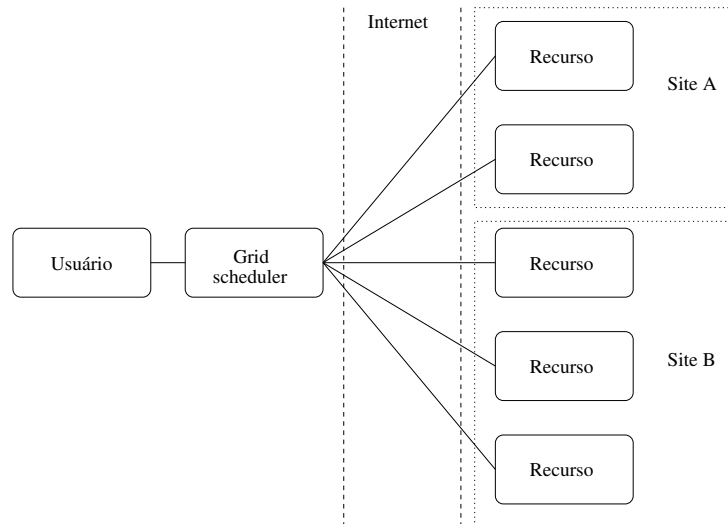 Internet
Recurso
Site A
Recurso
Usuário
Grid
scheduler
Recurso
Recurso
Site B
Recurso